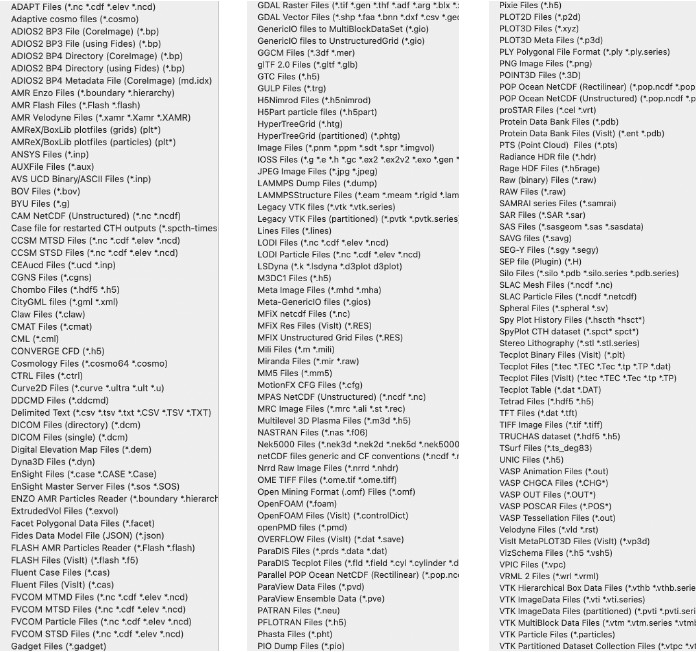 ADAPT Files (*.nc *.cdf *.elev *.ncd)
Adaptive cosmo files (*.cosmo)
ADIOS2 BP3 File (CoreImage) (*.bp)
ADIOS2 BP3 File (using Fides) (*.bp)
ADIOS2 BP4 Directory (CoreImage) (*.bp)
ADIOS2 BP4 Directory (using Fides) (*.bp)
ADIOS2 BP4 Metadata File (CoreImage) (md.idx)
AMR Enzo Files (*.boundary *.hierarchy)
AMR Flash Files (*.Flash *.flash)
AMR Velodyne Files (*.xamr *.Xamr *.XAMR)
AMReX/BoxLib plotfiles (grids) (plt*)
AMReX/BoxLib plotfiles (particles) (plt*)
ANSYS Files (*.inp)
AUXFile Files (*.aux)
AVS UCD Binary/ASCII Files (*.inp)
BOV Files (*.bov)
BYU Files (*.g)
CAM NetCDF (Unstructured) (*.nc *.ncdf)
Case file for restarted CTH outputs (*.spcth-times
CCSM MTSD Files (*.nc *.cdf *.elev *.ncd)
CCSM STSD Files (*.nc *.cdf *.elev *.ncd)
CEAucd Files (*.ucd *.inp)
CGNS Files (*.cgns)
Chombo Files (*.hdf5 *.h5)
CityGML files (*.gml *.xml)
Claw Files (*.claw)
CMAT Files (*.cmat)
CML (*.cml)
CONVERGE CFD (*.h5)
Cosmology Files (*.cosmo64 *.cosmo)
CTRL Files (*.ctrl)
Curve2D Files (*.curve *.ultra *.ult *.u)
DDCMD Files (*.ddcmd)
Delimited Text (*.csv *.tsv *.txt *.CSV *.TSV *.TXT)
DICOM Files (directory) (*.dcm)
DICOM Files (single) (*.dcm)
Digital Elevation Map Files (*.dem)
Dyna3D Files (*.dyn)
EnSight Files (*.case *.CASE *.Case)
EnSight Master Server Files (*.sos *.SOS)
ENZO AMR Particles Reader (*.boundary *.hierarch
ExtrudedVol Files (*.exvol)
Facet Polygonal Data Files (*.facet)
Fides Data Model File (JSON) (*.json)
FLASH AMR Particles Reader (*.Flash *.flash)
FLASH Files (VisIt) (*.flash *.f5)
Fluent Case Files (*.cas)
Fluent Files (VisIt) (*.cas)
FVCOM MTMD Files (*.nc *.cdf *.elev *.ncd)
FVCOM MTSD Files (*.nc *.cdf *.elev *.ncd)
FVCOM Particle Files (*.nc *.cdf *.elev *.ncd)
FVCOM STSD Files (*.nc *.cdf *.elev *.ncd)
Gadget Files (*.gadget)
GDAL Raster Files (*.tif *.gen *.thf *.adf *.arg *.blx *.
GDAL Vector Files (*.shp *.faa *.bnn *.dxf *.csv *.geo
GenericIO files to MultiBlockDataSet (*.gio)
GenericIO files to UnstructuredGrid (*.gio)
GGCM Files (*.3df *.mer)
glTF 2.0 Files (*.gltf *.glb)
GTC Files (*.h5)
GULP Files (*.trg)
H5Nimrod Files (*.h5nimrod)
H5Part particle files (*.h5part)
HyperTreeGrid (*.htg)
HyperTreeGrid (partitioned) (*.phtg)
Image Files (*.pnm *.ppm *.sdt *.spr *.imgvol)
IOSS Files (*.g *.e *.h *.gc *.ex2 *.ex2v2 *.exo *.gen *
JPEG Image Files (*.jpg *.jpeg)
LAMMPS Dump Files (*.dump)
LAMMPSStructure Files (*.eam *.meam *.rigid *.lam
Legacy VTK files (*.vtk *.vtk.series)
Legacy VTK files (partitioned) (*.pvtk *.pvtk.series)
Lines Files (*.lines)
LODI Files (*.nc *.cdf *.elev *.ncd)
LODI Particle Files (*.nc *.cdf *.elev *.ncd)
LSDyna (*.k *.lsdyna *.d3plot d3plot)
M3DC1 Files (*.h5)
Meta Image Files (*.mhd *.mha)
Meta-GenericIO files (*.gios)
MFIX netcdf Files (*.nc)
MFIX Res Files (VisIt) (*.RES)
MFIX Unstructured Grid Files (*.RES)
Mili Files (*.m *.mili)
Miranda Files (*.mir *.raw)
MM5 Files (*.mm5)
MotionFX CFG Files (*.cfg)
MPAS NetCDF (Unstructured) (*.ncdf *.nc)
MRC Image Files (*.mrc *.ali *.st *.rec)
Multilevel 3D Plasma Files (*.m3d *.h5)
NASTRAN Files (*.nas *.f06)
Nek5000 Files (*.nek3d *.nek2d *.nek5d *.nek5000
netCDF files generic and CF conventions (*.ncdf *.n
Nrrd Raw Image Files (*.nrrd *.nhdr)
OME TIFF Files (*.ome.tif *.ome.tiff)
Open Mining Format (.omf) Files (*.omf)
OpenFOAM (*.foam)
OpenFOAM Files (VisIt) (*.controlDict)
openPMD files (*.pmd)
OVERFLOW Files (VisIt) (*.dat *.save)
ParaDIS Files (*.prds *.data *.dat)
ParaDIS Tecplot Files (*.fld *.field *.cyl *.cylinder *.d
Parallel POP Ocean NetCDF (Rectilinear) (*.pop.nc
ParaView Data Files (*.pvd)
ParaView Ensemble Data (*.pve)
PATRAN Files (*.neu)
PFLOTRAN Files (*.h5)
Phasta Files (*.pht)
PIO Dump Files (*.pio)
Pixie Files (*.h5)
PLOT2D Files (*.p2d)
PLOT3D Files (*.xyz)
PLOT3D Meta Files (*.p3d)
PLY Polygonal File Format (*.ply *.ply.series)
PNG Image Files (*.png)
POINT3D Files (*.3D)
POP Ocean NetCDF (Rectilinear) (*.pop.ncdf *.pop
POP Ocean NetCDF (Unstructured) (*.pop.ncdf *.p
proSTAR Files (*.cel *.vrt)
Protein Data Bank Files (*.pdb)
Protein Data Bank Files (VisIt) (*.ent *.pdb)
PTS (Point Cloud) Files (*.pts)
Radiance HDR file (*.hdr)
Rage HDF Files (*.h5rage)
Raw (binary) Files (*.raw)
RAW Files (*.raw)
SAMRAI series Files (*.samrai)
SAR Files (*.SAR *.sar)
SAS Files (*.sasgeom *.sas *.sasdata)
SAVG files (*.savg)
SEG-Y Files (*.sgy *.segy)
SEP file (Plugin) (*.H)
Silo Files (*.silo *.pdb *.silo.series *.pdb.series)
SLAC Mesh Files (*.ncdf *.nc)
SLAC Particle Files (*.ncdf *.netcdf)
Spheral Files (*.spheral *.sv)
Spy Plot History Files (*.hscth *hsct*)
SpyPlot CTH dataset (*.spct* spct*)
Stereo Lithography (*.stl *.stl.series)
Tecplot Binary Files (VisIt) (*.plt)
Tecplot Files (*.tec *.TEC *.Tec *.tp *.TP *.dat)
Tecplot Files (VisIt) (*.tec *TEC *.Tec *.tp *.TP)
Tecplot Table (*.dat *.DAT)
Tetrad Files (*.hdf5 *.h5)
TFT Files (*.dat *.tft)
TIFF Image Files (*.tif *.tiff)
TRUCHAS dataset (*.hdf5 *.h5)
TSurf Files (*.ts_deg83)
UNIC Files (*.h5)
VASP Animation Files (*.out)
VASP CHGCA Files (*.CHG*)
VASP OUT Files (*.OUT*)
VASP POSCAR Files (*.POS*)
VASP Tessellation Files (*.out)
Velodyne Files (*.vld *.rst)
VisIt MetaPLOT3D Files (VisIt) (*.vp3d)
VizSchema Files (*.h5 *.vsh5)
VPIC Files (*.vpc)
VRML 2 Files (*.wrl *.vrml)
VTK Hierarchical Box Data Files (*.vthb *.vthb.serie
VTK ImageData Files (*.vti *.vti.series)
VTK ImageData Files (partitioned) (*.pvti *.pvti.seri
VTK MultiBlock Data Files (*.vtm *.vtm.series *.vtmb
VTK Particle Files (*.particles)
VTK Partitioned Dataset Collection Files (*.vtpc *.vt